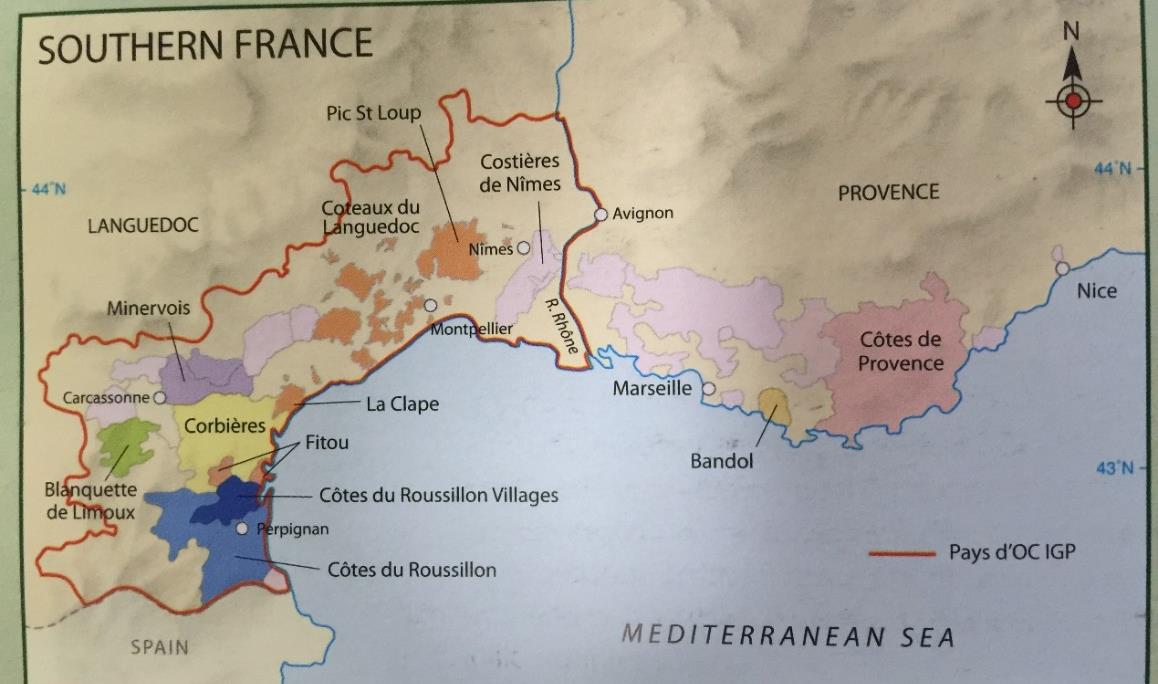 SOUTHERN FRANCE
N
Pic St Loup
Costières
de Nîmes
44°N
44°N
PROVENCE
LANGUEDOC
Coteaux du
Languedoc
Avignon
Nîmes
Minervois
Montpellier
R. Rhône
Nice
Côtes de
Provence
Carcassonne
Marseille
La Clape
Corbières
Fitou
Bandol
43°N
Blanquette
de Limoux
Côtes du Roussillon Villages
Perpignan
Pays d'OC IGP
Côtes du Roussillon
SPAIN
MEDITERRANEAN SEA